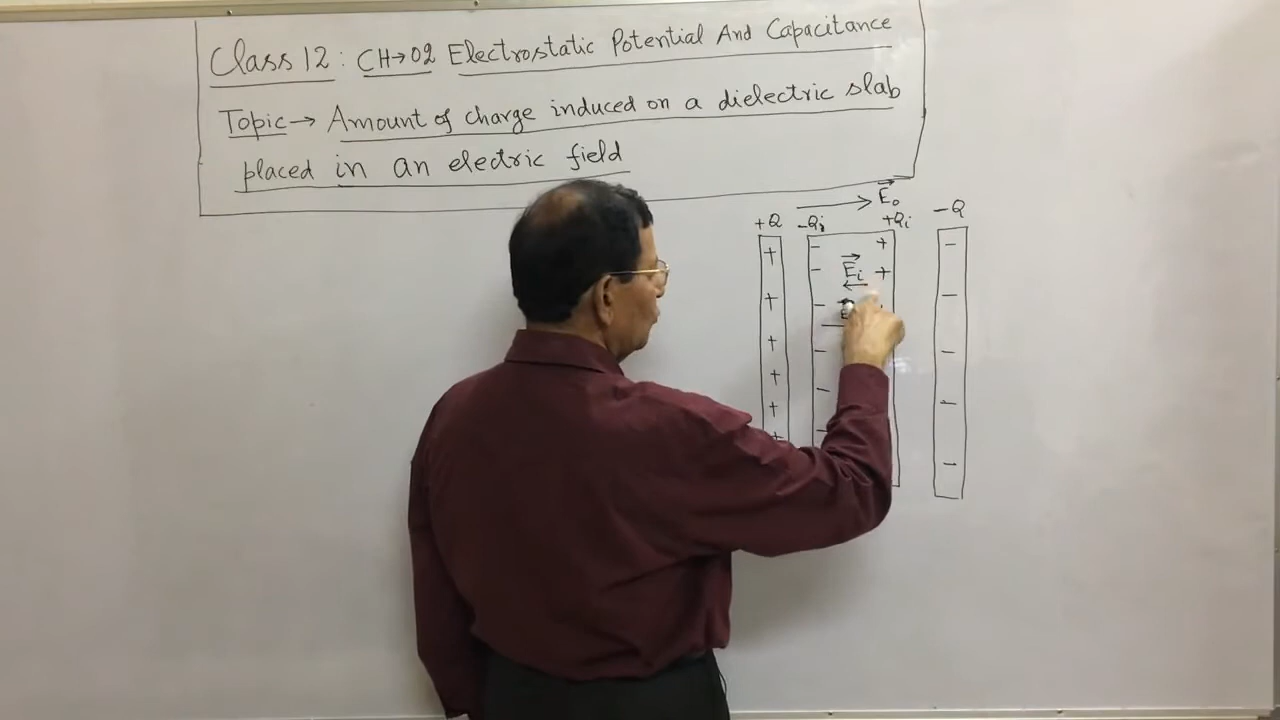 Class 12 : CH→02 Electrostatic Potential And Capacitance
Topic → Amount of charge induced on a dielectric slab
placed in an electric field
E₀
+Q -Qi +Qi -Q
Ei